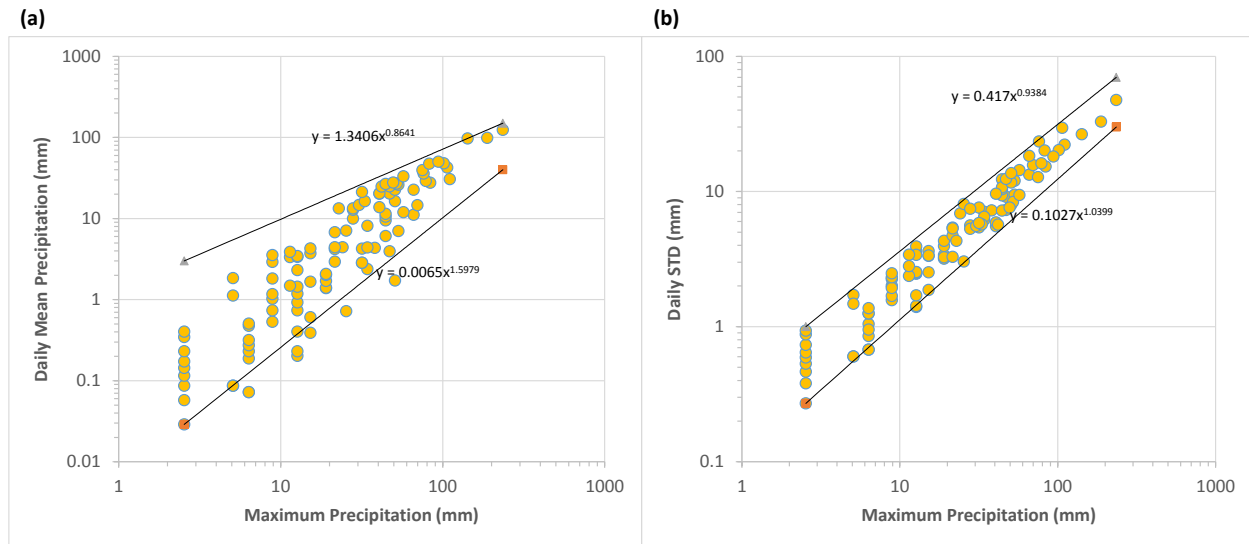 (a)
1000
100
10
1
0.1
0.01
1
10
100
1000
Daily Mean Precipitation (mm)
Maximum Precipitation (mm)
y = 1.3406x^0.8641
y = 0.0065x^1.5979
(b)
100
10
1
0.1
1
10
100
1000
Daily STD (mm)
Maximum Precipitation (mm)
y = 0.417x^0.9384
y = 0.1027x^1.0399